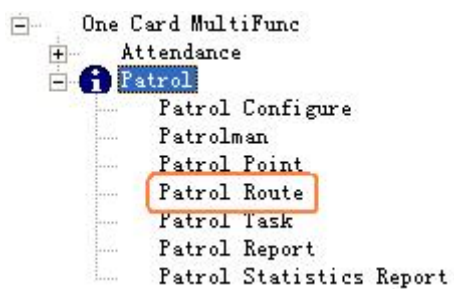 One Card MultiFunc
Attendance
Patrol
Patrol Configure
Patrolman
Patrol Point
Patrol Route
Patrol Task
Patrol Report
Patrol Statistics Report